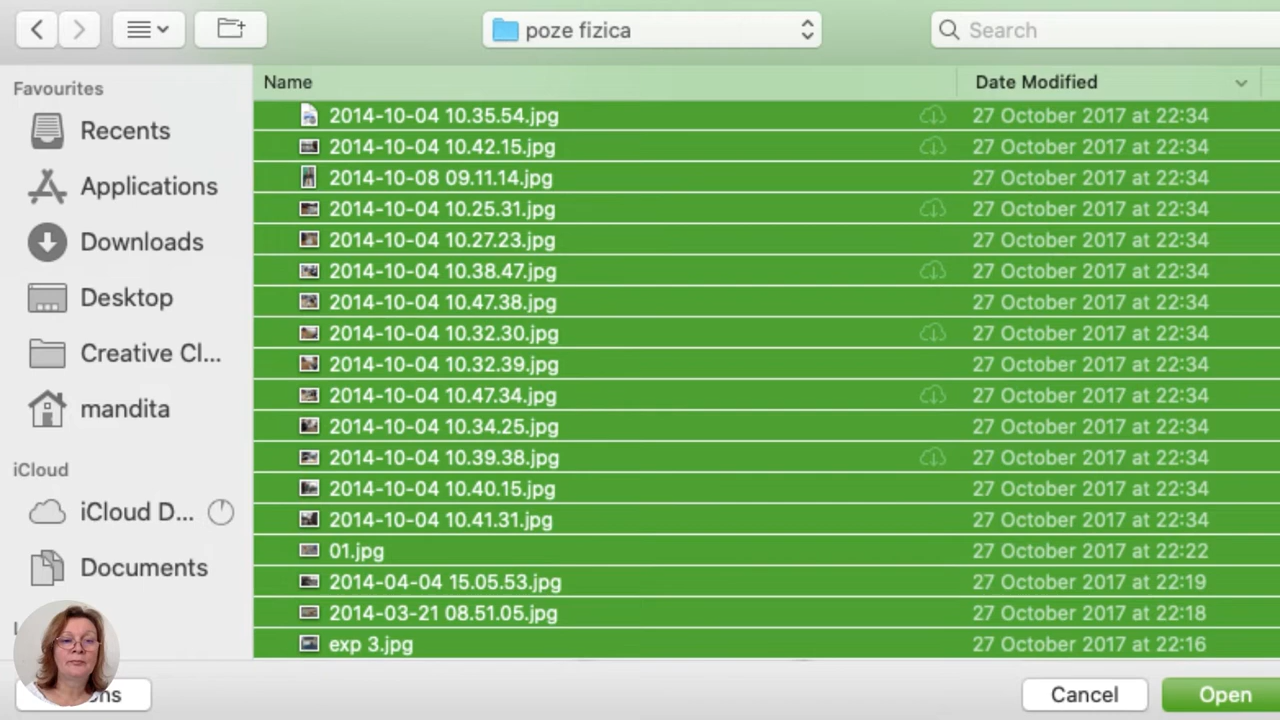 poze fizica
Search
Favourites
Recents
Applications
Downloads
Desktop
Creative Cl...
mandita
iCloud
iCloud D...
Documents
Name Date Modified
2014-10-04 10.35.54.jpg 27 October 2017 at 22:34
2014-10-04 10.42.15.jpg 27 October 2017 at 22:34
2014-10-08 09.11.14.jpg 27 October 2017 at 22:34
2014-10-04 10.25.31.jpg 27 October 2017 at 22:34
2014-10-04 10.27.23.jpg 27 October 2017 at 22:34
2014-10-04 10.38.47.jpg 27 October 2017 at 22:34
2014-10-04 10.47.38.jpg 27 October 2017 at 22:34
2014-10-04 10.32.30.jpg 27 October 2017 at 22:34
2014-10-04 10.32.39.jpg 27 October 2017 at 22:34
2014-10-04 10.47.34.jpg 27 October 2017 at 22:34
2014-10-04 10.34.25.jpg 27 October 2017 at 22:34
2014-10-04 10.39.38.jpg 27 October 2017 at 22:34
2014-10-04 10.40.15.jpg 27 October 2017 at 22:34
2014-10-04 10.41.31.jpg 27 October 2017 at 22:34
01.jpg 27 October 2017 at 22:22
2014-04-04 15.05.53.jpg 27 October 2017 at 22:19
2014-03-21 08.51.05.jpg 27 October 2017 at 22:18
exp 3.jpg 27 October 2017 at 22:16
Cancel
Open